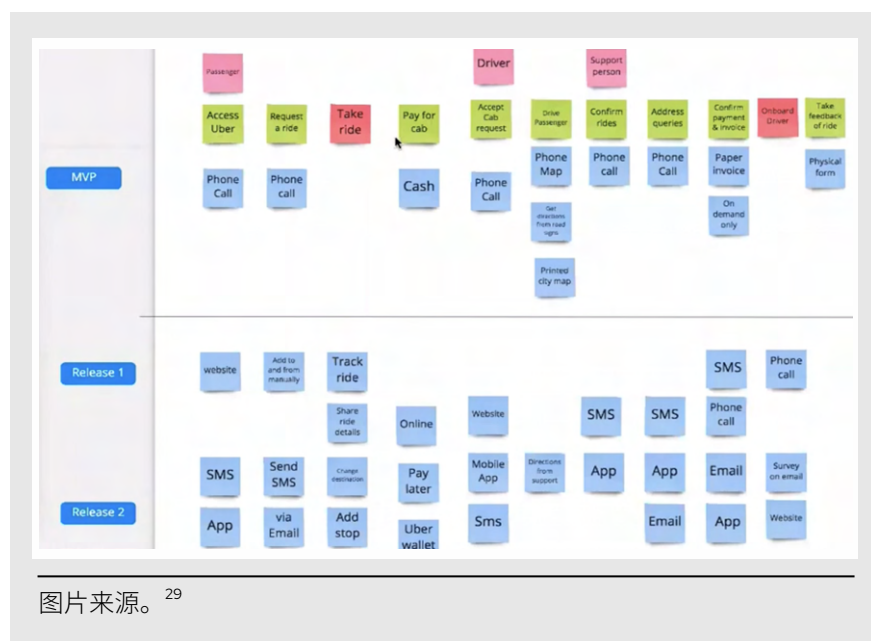 Passenger
Driver
Support
person
Access
Uber
Request
a ride
Take
ride
Pay for
cab
Accept
Cab
request
Drive
Passenger
Confirm
rides
Address
queries
Confirm
payment
& invoice
Onboard
Driver
Take
feedback
of ride
MVP
Phone
Call
Phone
call
Cash
Phone
Call
Phone
Map
Phone
call
Phone
Call
Paper
invoice
Physical
form
Get
directions
from road
signs
On
demand
only
Printed
city map
Release 1
website
Add to
and from
manually
Track
ride
SMS
Phone
call
Share
ride
details
Online
Website
SMS
SMS
Phone
call
SMS
Send
SMS
Change
destination
Pay
later
Mobile
App
Directions
from
support
App
App
Email
Survey
on email
Release 2
App
via
Email
Add
stop
Uber
wallet
Sms
Email
App
Website
图片来源。29